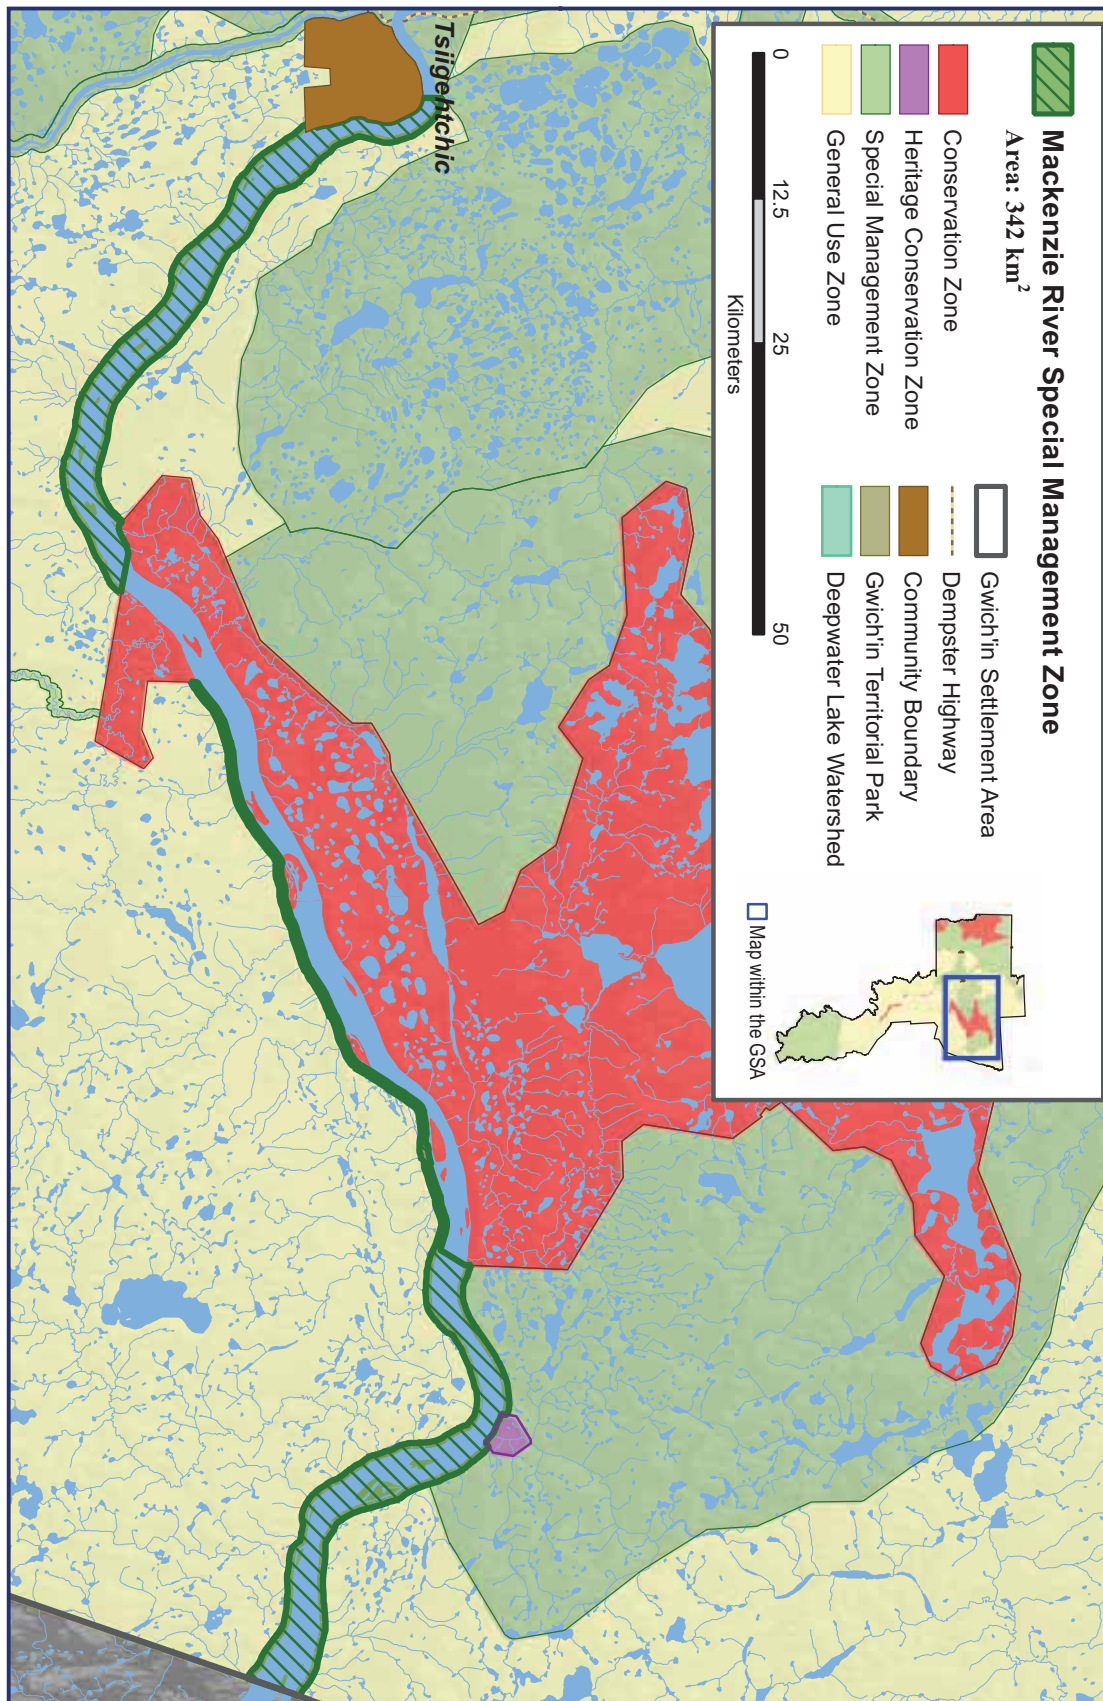 Mackenzie River Special Management Zone
Area: 342 km²
Conservation Zone
Heritage Conservation Zone
Special Management Zone
General Use Zone
Gwich'in Settlement Area
Dempster Highway
Community Boundary
Gwich'in Territorial Park
Deepwater Lake Watershed
0 12.5 25 50
Kilometers
Map within the GSA
Tsiigehtchic